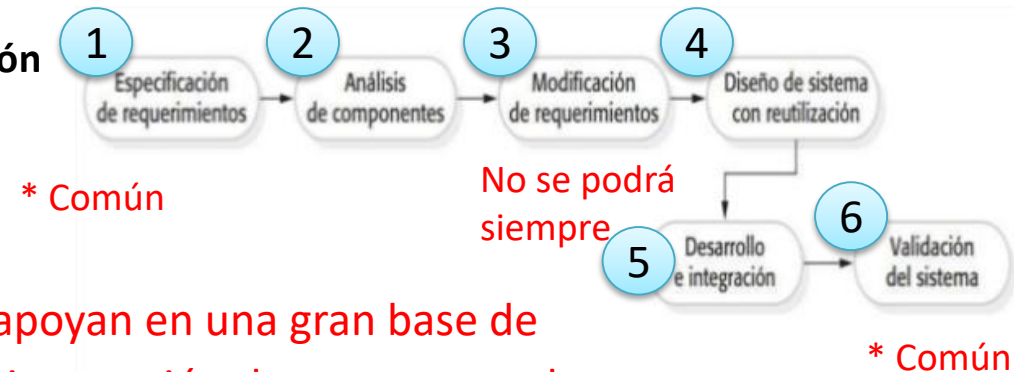 ón
1
Especificación
de requerimientos
2
Análisis
de componentes
3
Modificación
de requerimientos
4
Diseño de sistema
con reutilización
* Común
No se podrá
siempre
5
Desarrollo
e integración
6
Validación
del sistema
apoyan en una gran base de
* Común